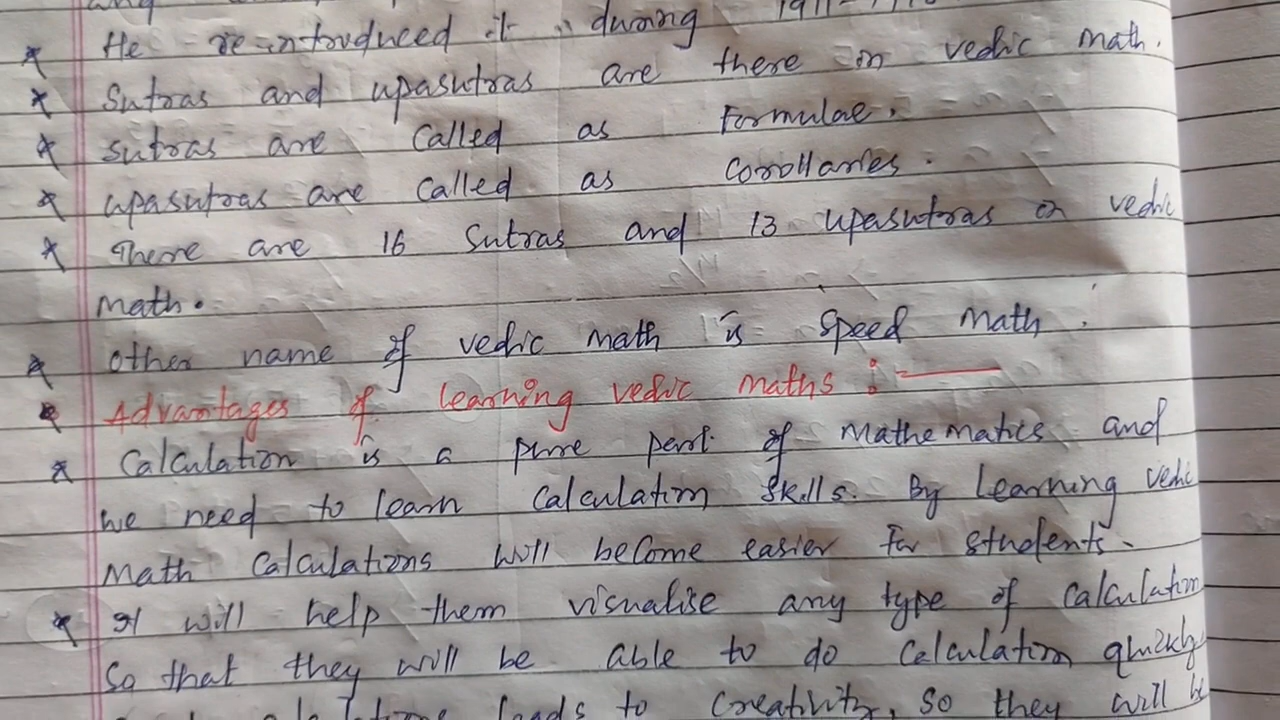 * He re-introduced it in during
* Sutras and upasutras are there in vedic math.
* sutras are called as formulae.
* upasutras are called as corollaries.
* There are 16 sutras and 13 upasutras in vedic
math.
* other name of vedic math is speed math.
* Advantages of learning vedic maths :-
* Calculation is a pure part of mathematics and
we need to learn calculation skills. By learning vedic
math calculations will become easier for students.
* It will help them visualise any type of calculation
so that they will be able to do calculation quickly
leads to creativity, so they will be